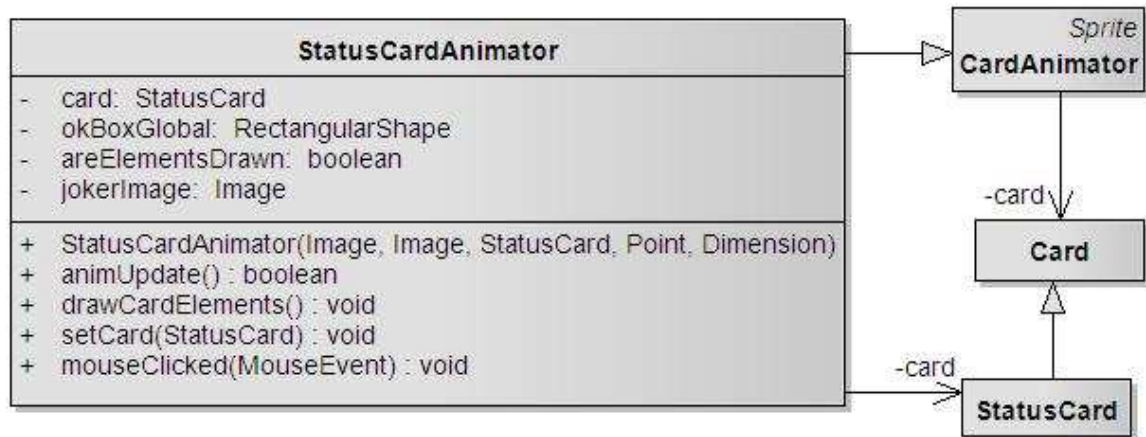 StatusCardAnimator
- card: StatusCard
- okBoxGlobal: RectangularShape
- areElementsDrawn: boolean
- jokerImage: Image
+ StatusCardAnimator(Image, Image, StatusCard, Point, Dimension)
+ animUpdate() : boolean
+ drawCardElements() : void
+ setCard(StatusCard) : void
+ mouseClicked(MouseEvent) : void
Sprite
CardAnimator
-card
Card
-card
StatusCard